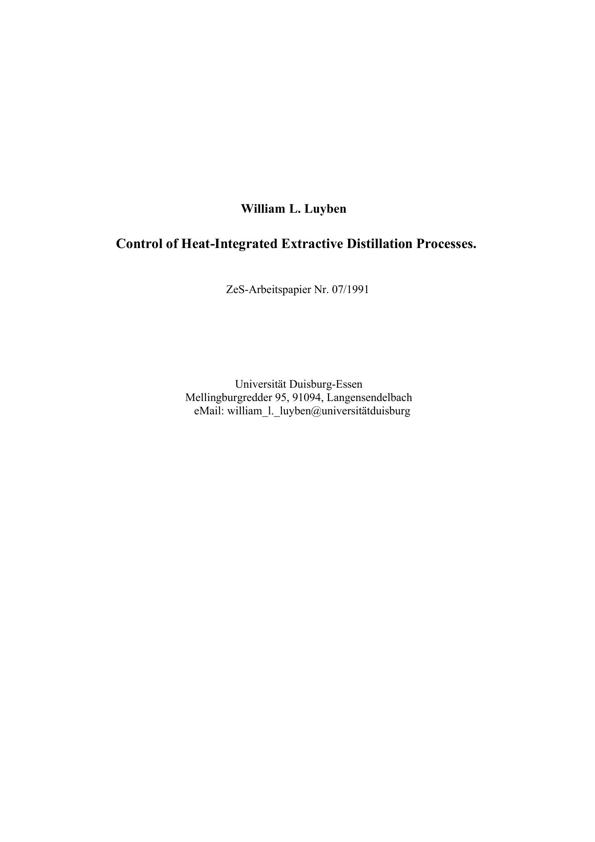 William L. Luyben
Control of Heat-Integrated Extractive Distillation Processes.
ZeS-Arbeitspapier Nr. 07/1991
Universität Duisburg-Essen
Mellingburgredder 95, 91094, Langensendelbach
eMail: william_l._luyben@universitätduisburg